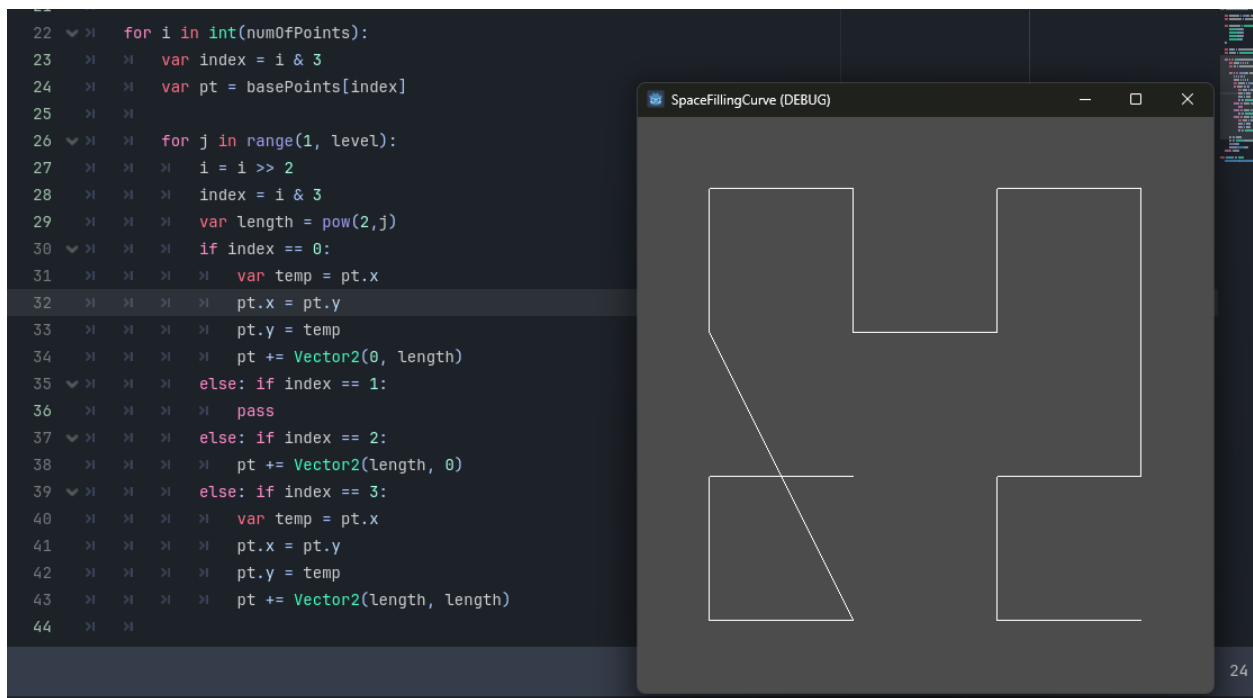 22 for i in int(numOfPoints):
23 var index = i & 3
24 var pt = basePoints[index]
25
26 for j in range(1, level):
27 i = i >> 2
28 index = i & 3
29 var length = pow(2,j)
30 if index == 0:
31 var temp = pt.x
32 pt.x = pt.y
33 pt.y = temp
34 pt += Vector2(0, length)
35 else: if index == 1:
36 pass
37 else: if index == 2:
38 pt += Vector2(length, 0)
39 else: if index == 3:
40 var temp = pt.x
41 pt.x = pt.y
42 pt.y = temp
43 pt += Vector2(length, length)
44
SpaceFillingCurve (DEBUG)
24